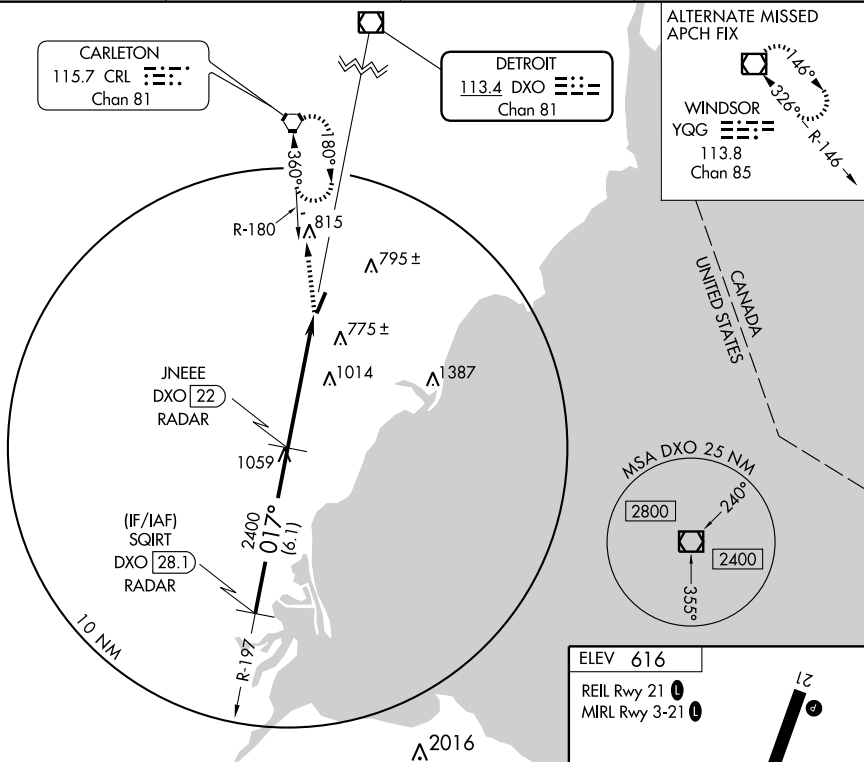 CARLETON
115.7 CRL
Chan 81
DETROIT
113.4 DXO
Chan 81
ALTERNATE MISSED
APCH FIX
146°
326°
R-146
WINDSOR
YQG
113.8
Chan 85
360°
180°
R-180
815
795 ±
775 ±
1014
1387
CANADA
UNITED STATES
JNEEE
DXO 22
RADAR
1059
2400
017°
(6.1)
(IF/IAF)
SQIRT
DXO 28.1
RADAR
10 NM
R-197
MSA DXO 25 NM
240°
2800
2400
355°
2016
ELEV 616
REIL Rwy 21 L
MIRL Rwy 3-21 L
21
P